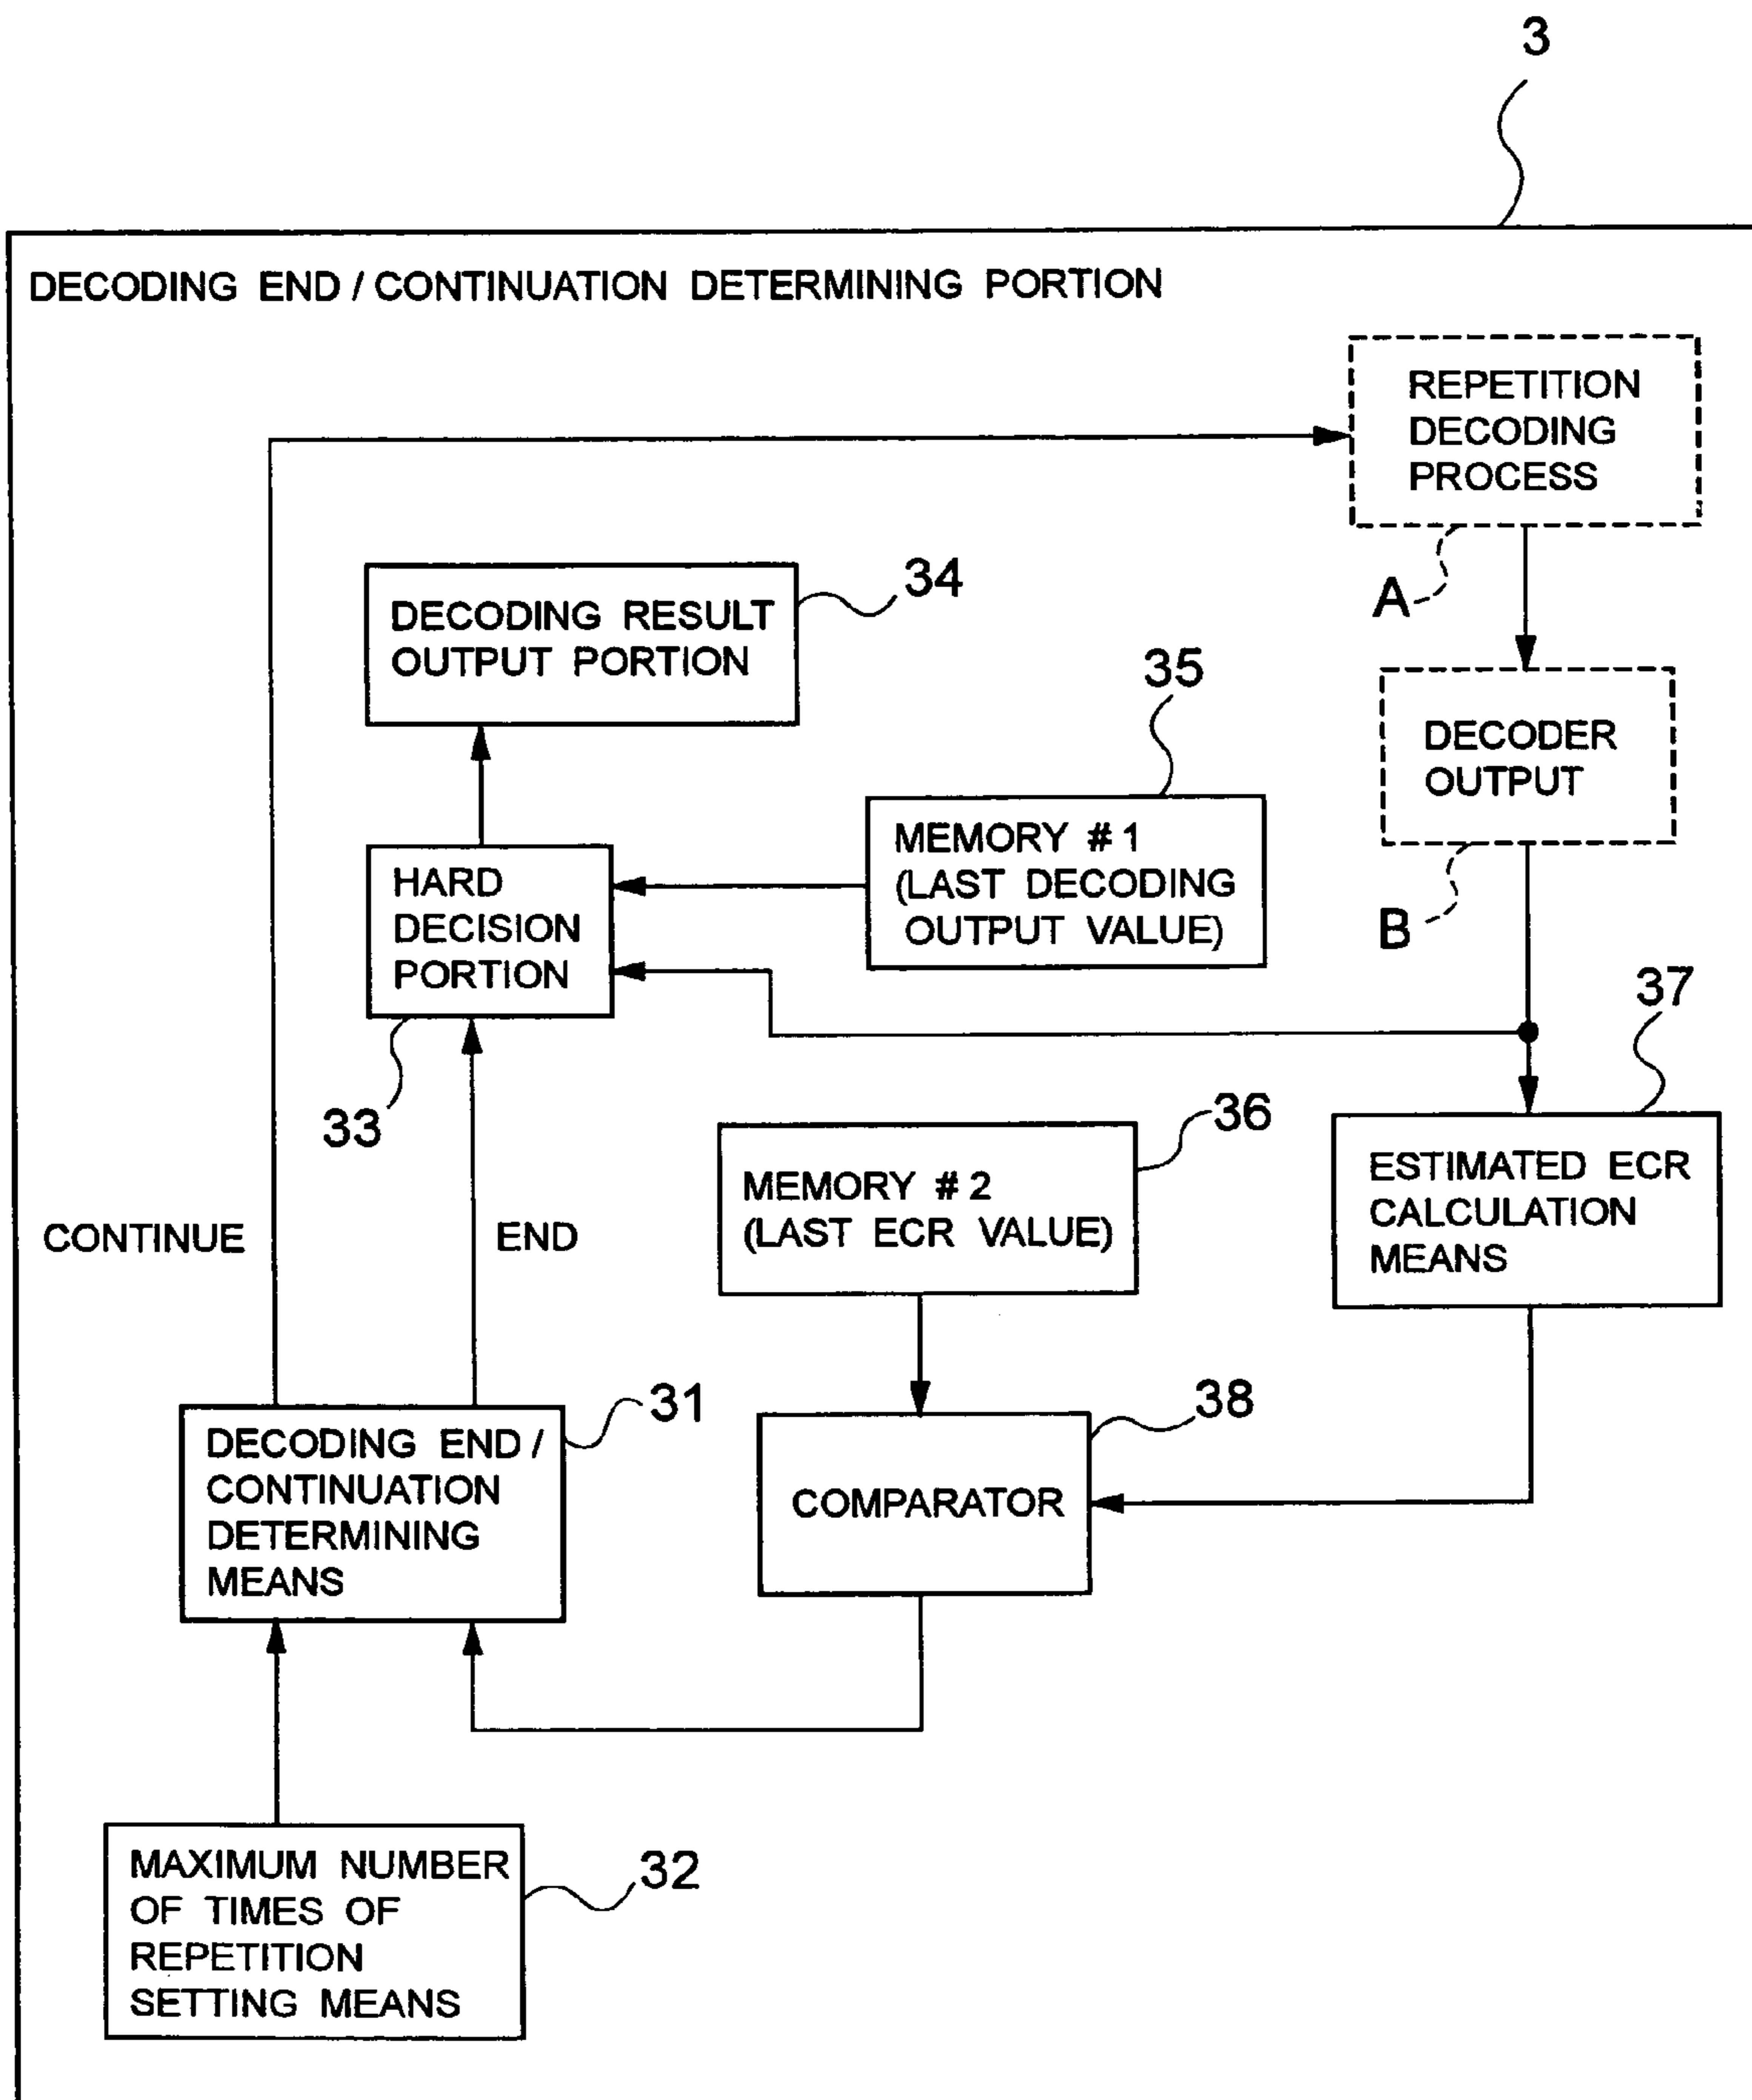 3
DECODING END / CONTINUATION DETERMINING PORTION
REPETITION
DECODING
PROCESS
A
34
DECODING RESULT
OUTPUT PORTION
35
DECODER
OUTPUT
B
MEMORY # 1
(LAST DECODING
OUTPUT VALUE)
HARD
DECISION
PORTION
33
37
36
MEMORY # 2
(LAST ECR VALUE)
ESTIMATED ECR
CALCULATION
MEANS
CONTINUE
END
31
38
DECODING END /
CONTINUATION
DETERMINING
MEANS
COMPARATOR
MAXIMUM NUMBER
OF TIMES OF
REPETITION
SETTING MEANS
32